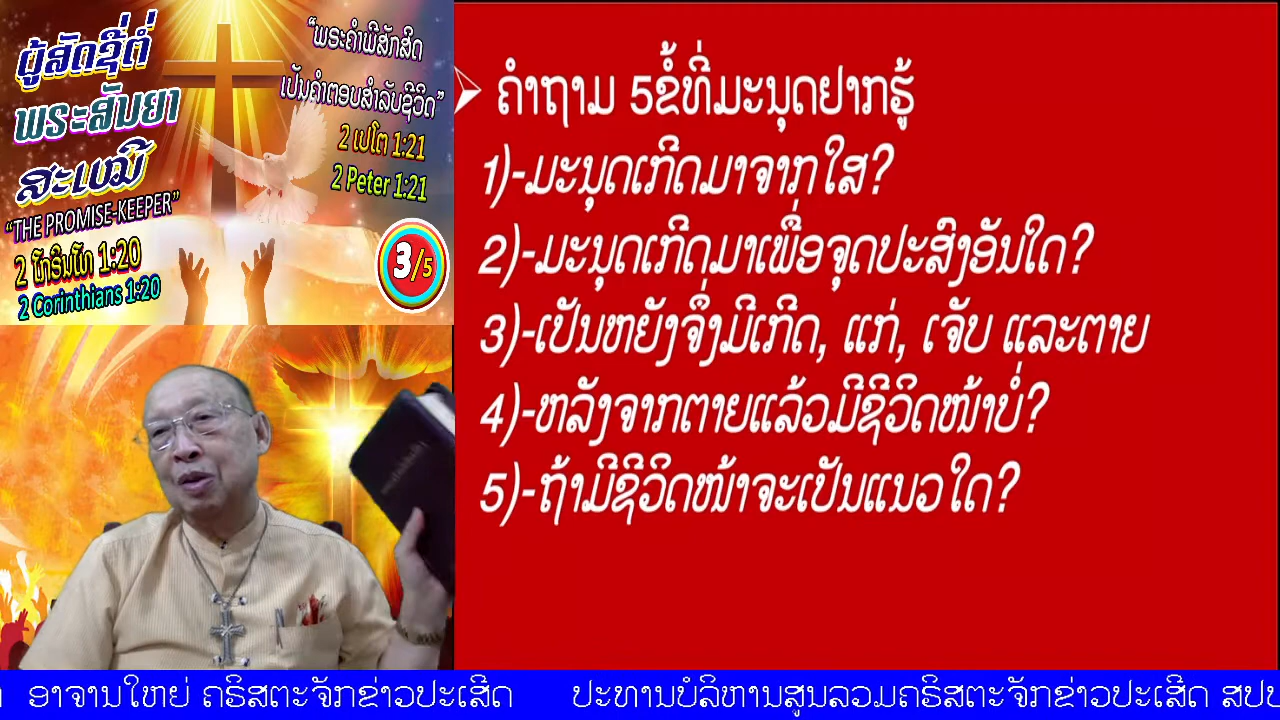 ຜູ້ສັດຊື່ຕໍ່
ພຣະສັນຍາ
ສະເໝີ
"THE PROMISE-KEEPER"
2 ໂກຣິນໂທ 1:20
2 Corinthians 1:20
"ພຣະຄໍາພີສັກສິດ
ເປັນຄໍາຕອບສໍາລັບຊີວິດ"
2 ເປໂຕ 1:21
2 Peter 1:21
3/5
ຄໍາຖາມ 5ຂໍ້ທີ່ມະນຸດຢາກຮູ້
1)-ມະນຸດເກີດມາຈາກໃສ?
2)-ມະນຸດເກີດມາເພື່ອຈຸດປະສົງອັນໃດ?
3)-ເປັນຫຍັງຈຶ່ງມີເກີດ, ແກ່, ເຈັບ ແລະຕາຍ
4)-ຫລັງຈາກຕາຍແລ້ວມີຊີວິດໜ້າບໍ່?
5)-ຖ້າມີຊີວິດໜ້າຈະເປັນແນວໃດ?
ອາຈານໃຫຍ່ ຄຣິສຕະຈັກຂ່າວປະເສີດ ປະທານບໍລິຫານສູນລວມຄຣິສຕະຈັກຂ່າວປະເສີດ ສປປ